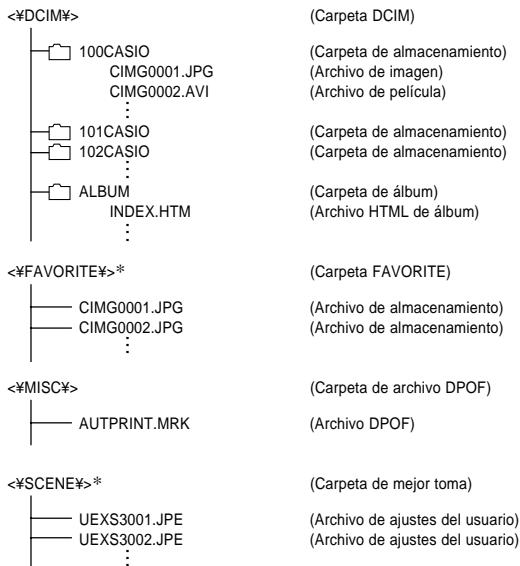 <¥DCIM¥> (Carpeta DCIM)
100CASIO (Carpeta de almacenamiento)
CIMG0001.JPG (Archivo de imagen)
CIMG0002.AVI (Archivo de película)
101CASIO (Carpeta de almacenamiento)
102CASIO (Carpeta de almacenamiento)
ALBUM (Carpeta de álbum)
INDEX.HTM (Archivo HTML de álbum)
<¥FAVORITE¥>* (Carpeta FAVORITE)
CIMG0001.JPG (Archivo de almacenamiento)
CIMG0002.JPG (Archivo de almacenamiento)
<¥MISC¥> (Carpeta de archivo DPOF)
AUTPRINT.MRK (Archivo DPOF)
<¥SCENE¥>* (Carpeta de mejor toma)
UEXS3001.JPE (Archivo de ajustes del usuario)
UEXS3002.JPE (Archivo de ajustes del usuario)